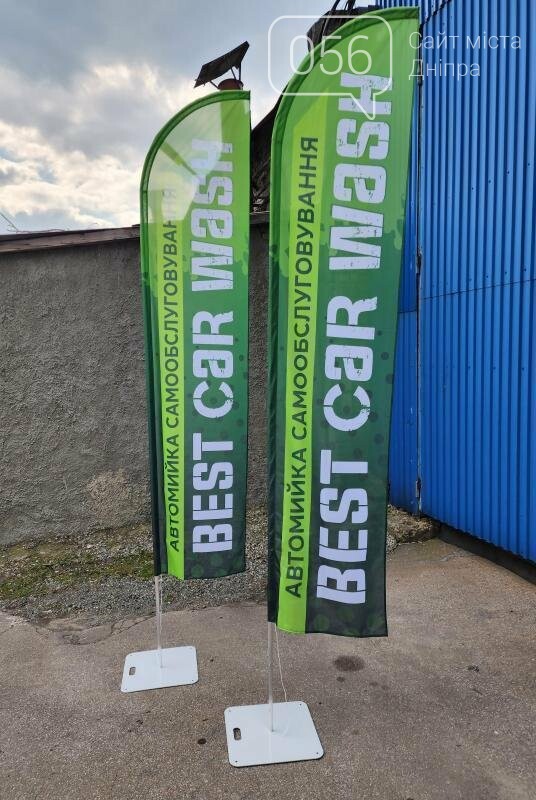 056 Сайт міста
Дніпра
АВТОМИЙКА САМООБСЛУГОВУВАННЯ
BEST Car Wash
АВТОМИЙКА САМООБСЛУГОВУВАННЯ
BEST Car Wash